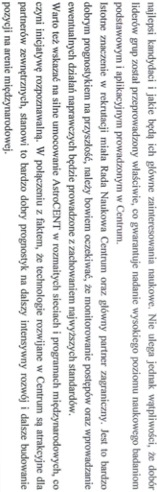 najlepsi kandydaci i jakie będą ich główne zainteresowania naukowe. Nie ulega jednak wątpliwości, że dobór
liderów grup został przeprowadzony właściwie, co gwarantuje nadanie wysokiego poziomu naukowego badaniom
podstawowym i aplikacyjnym prowadzonym w Centrum.
Istotne znaczenie w rekrutacji miała Rada Naukowa Centrum oraz główny partner zagraniczny. Jest to bardzo
dobrym prognostykiem na przyszłość, należy bowiem oczekiwać, że monitorowanie postępów oraz wprowadzanie
ewentualnych działań naprawczych będzie prowadzone z zachowaniem najwyższych standardów.
Warto też wskazać na silne umocowanie AstroCENT w rozmaitych sieciach i programach międzynarodowych, co
czyni inicjatywę rozpoznawalną. W połączeniu z faktem, że technologie rozwijane w Centrum są atrakcyjne dla
partnerów zewnętrznych, stanowi to bardzo dobry prognostyk na dalszy intensywny rozwój i dalsze budowanie
pozycji na arenie międzynarodowej.